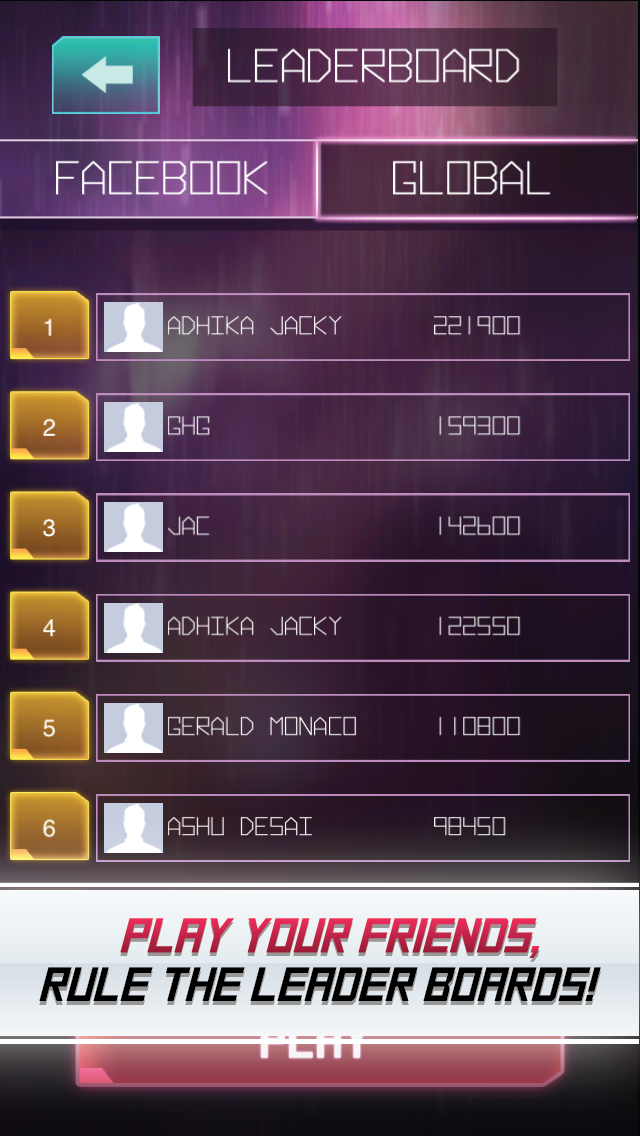 LEADERBOARD
FACEBOOK GLOBAL
1 ADHIKA JACKY 221900
2 GHG 159300
3 JAC 142600
4 ADHIKA JACKY 122550
5 GERALD MONACO 110800
6 ASHU DESAI 98450
PLAY YOUR FRIENDS,
RULE THE LEADER BOARDS!
PLAY